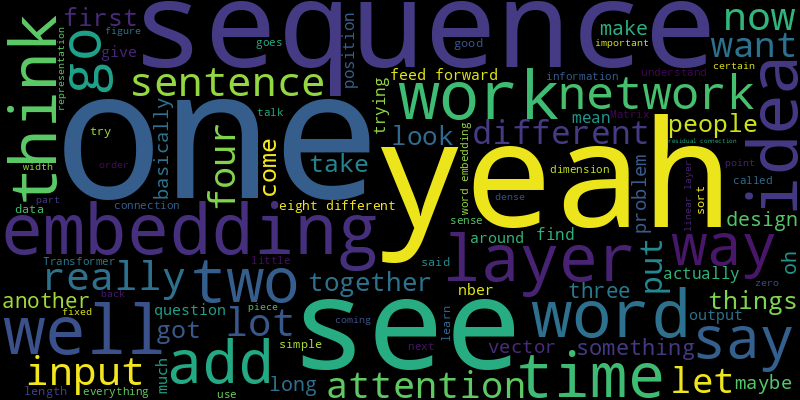 first
figure
goes
sequence
good
make
important
now
think
representation
go
give
position
feed forward
information
understand
want
certain
sentence
trying
work
network
idea
one
try
basically
talk
four
come
take
look
different
mean
Matrix
people
residual connection
width
order
part
data
connection
eight different
yeah
word embedding
sense
dimension
dense
problem
linear layer
sort
point
called
design
embedding
Transformer
little
said
around
find
layer
put
way
actually
oh
really
two
together
nber
three
another
back
fixed
question
zero
things
well
got
lot
piece
see
word
output
say
coming
learn
simple
next
vector
something
input
much
add
long
attention
time
let
maybe
length
everything
use